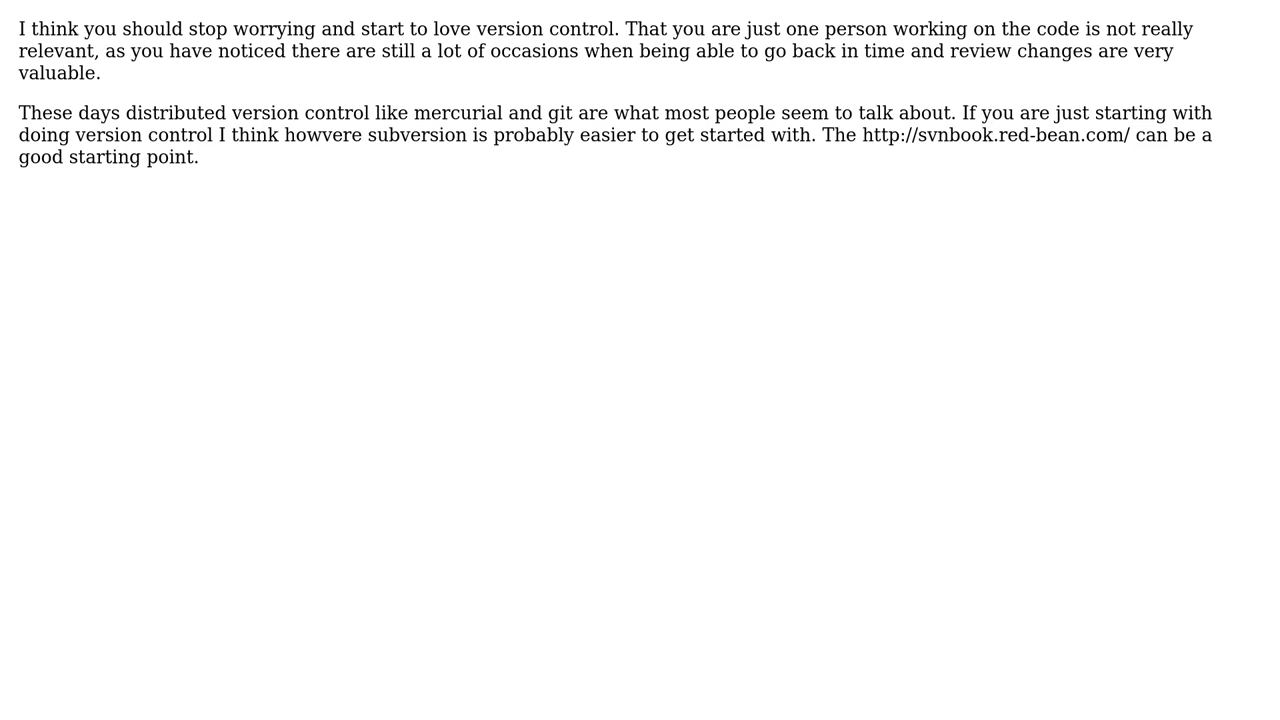 I think you should stop worrying and start to love version control. That you are just one person working on the code is not really
relevant, as you have noticed there are still a lot of occasions when being able to go back in time and review changes are very
valuable.
These days distributed version control like mercurial and git are what most people seem to talk about. If you are just starting with
doing version control I think howvere subversion is probably easier to get started with. The http://svnbook.red-bean.com/ can be a
good starting point.